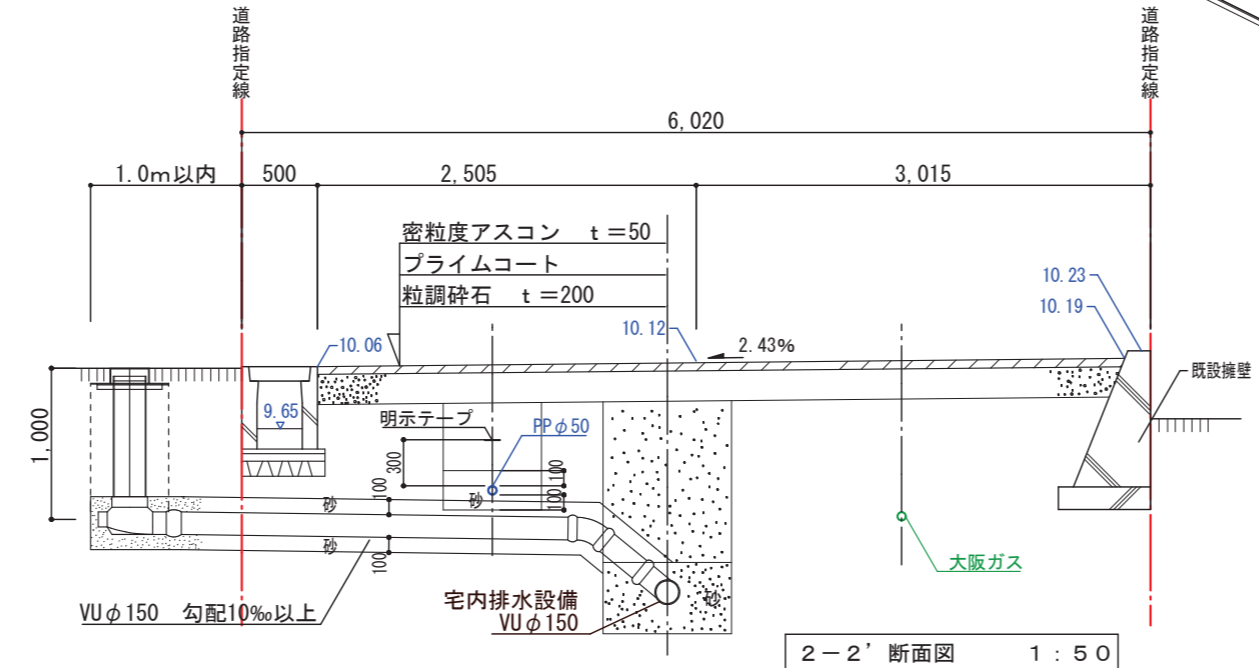 道路指定線
道路指定線
6,020
1.0m以内
500
2,505
3,015
密粒度アスコン t=50
プライムコート
粒調砕石 t=200
10.23
10.19
10.12
2.43%
10.06
既設擁壁
9.65
明示テープ
PPφ50
1,000
300
100
100
100
砂
砂
砂
100
大阪ガス
宅内排水設備
VUφ150
砂
VUφ150 勾配10‰以上
2-2’断面図 1:50